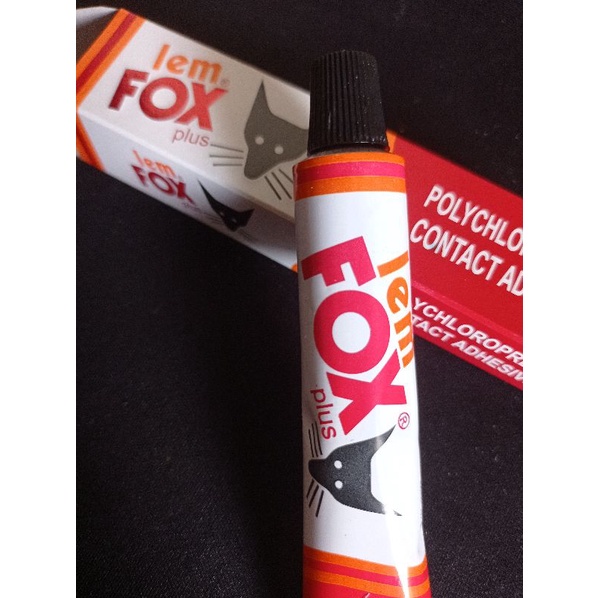 lem®
FOX
plus
lem
FOX
plus
POLYCHLOR
CONTACT AD
YCHLOROPR
TACT ADHESIV
lem
FOX®
plus